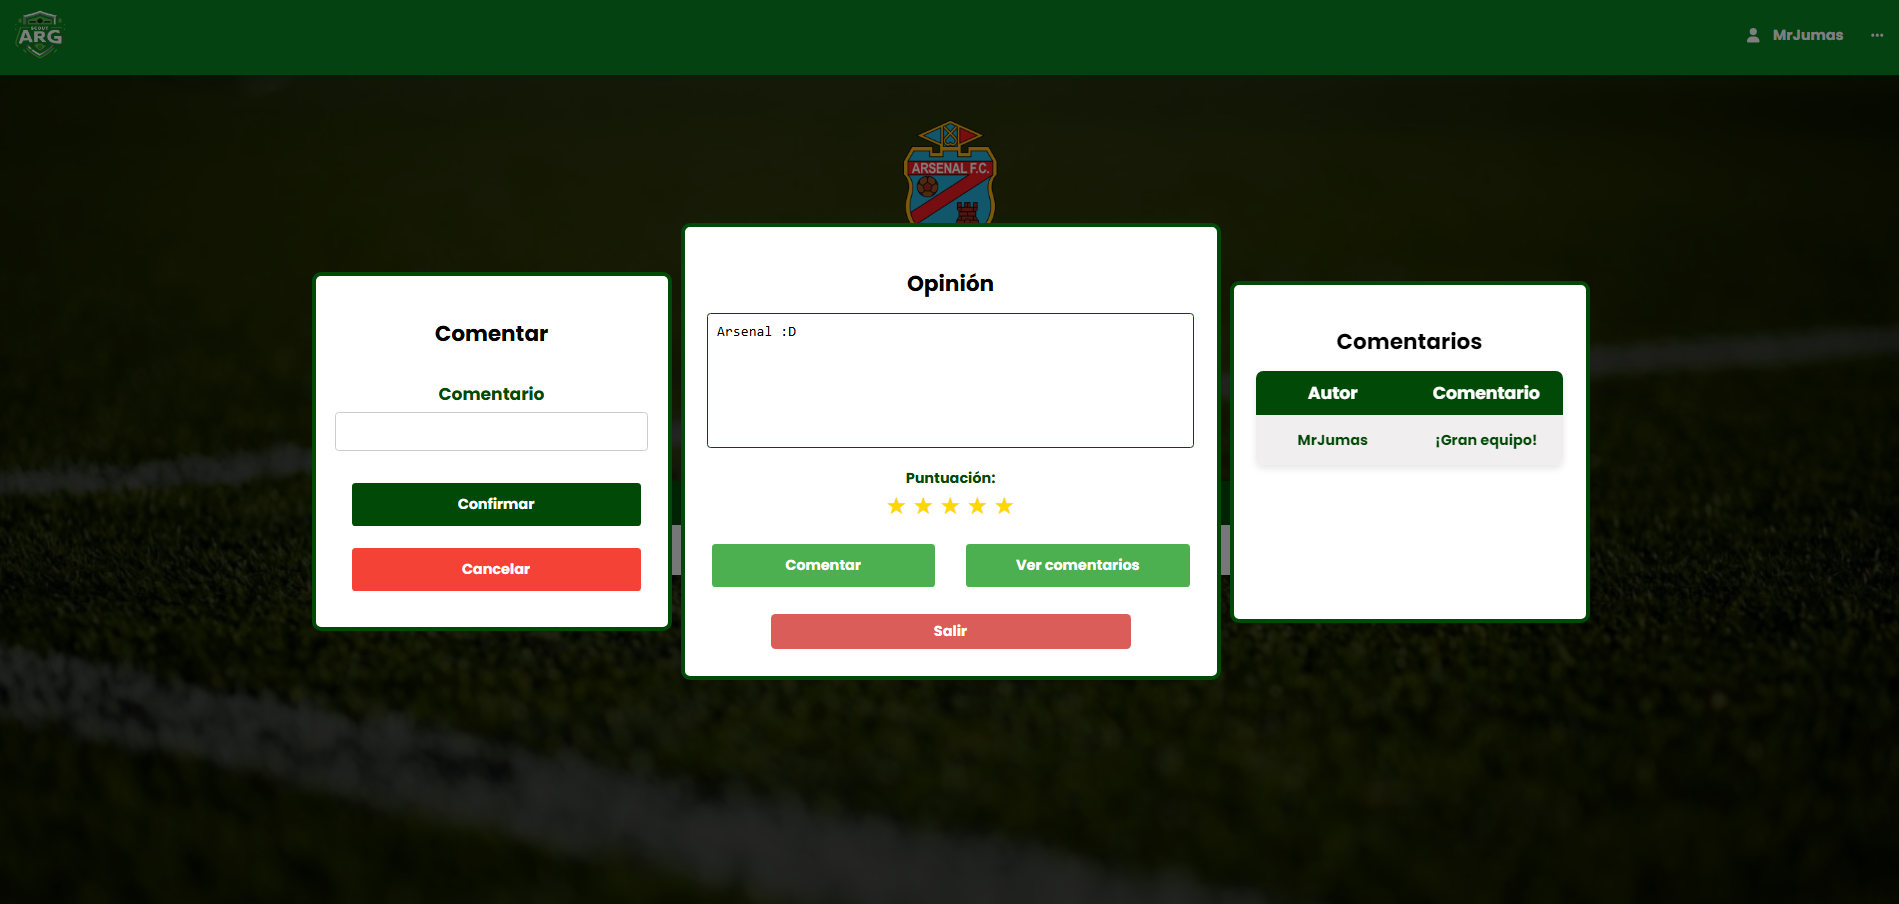 SCOUT
ARG
MrJumas
ARSENAL F.C.
Comentar
Comentario
Confirmar
Cancelar
Opinión
Arsenal :D
Puntuación:
Comentar
Ver comentarios
Salir
Comentarios
Autor Comentario
MrJumas ¡Gran equipo!